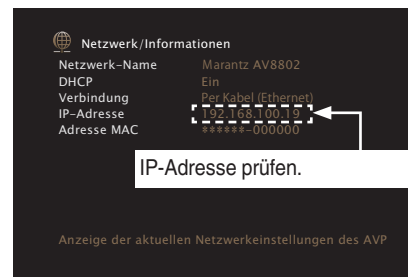 Netzwerk/Informationen
Netzwerk-Name Marantz AV8802
DHCP Ein
Verbindung Per Kabel (Ethernet)
IP-Adresse 192.168.100.19
Adresse MAC ******-000000
IP-Adresse prüfen.
Anzeige der aktuellen Netzwerkeinstellungen des AVP